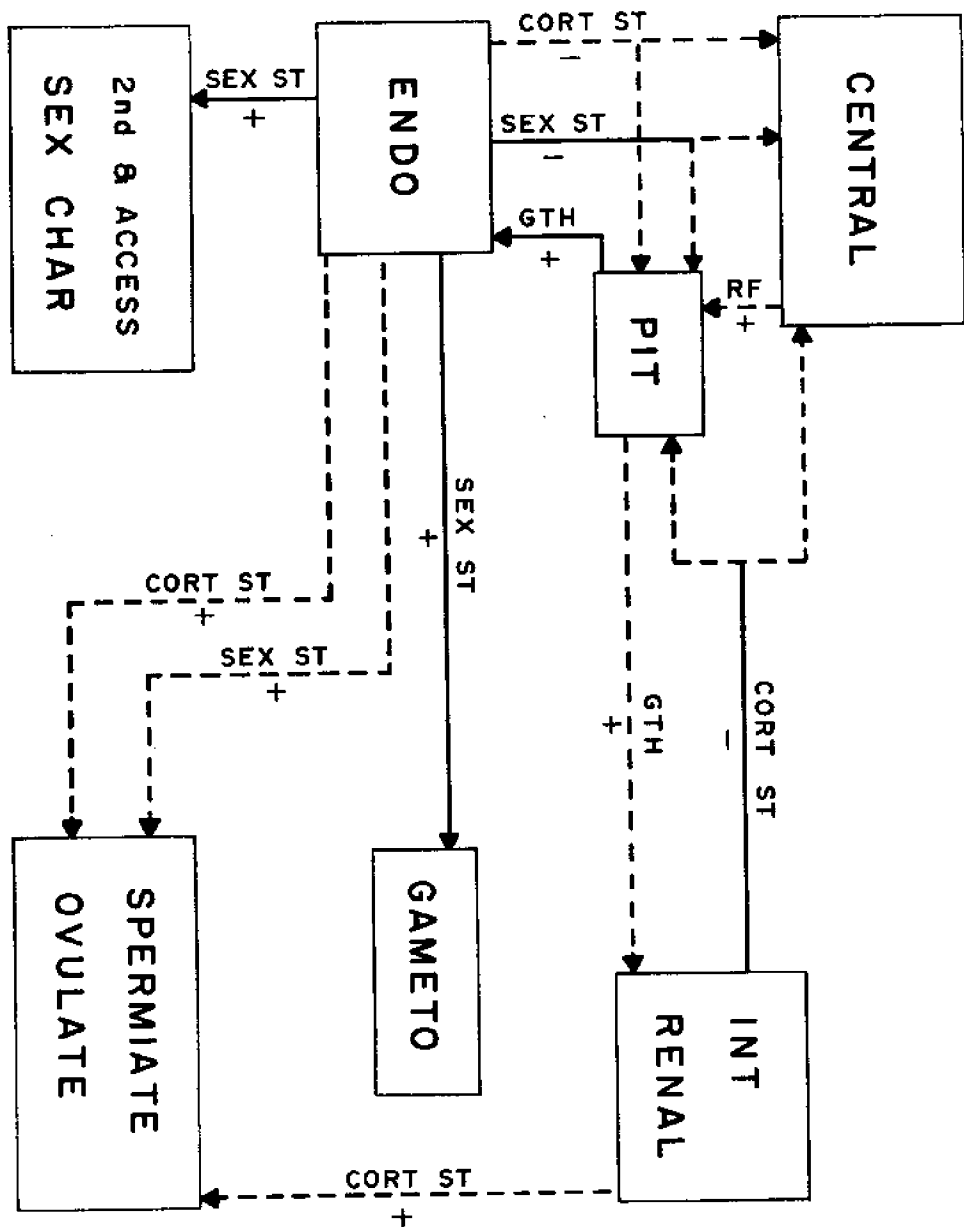 CORT ST
−
CENTRAL
SEX ST
+
2nd & ACCESS
SEX CHAR
ENDO
SEX ST
−
GTH
+
RF
+
PIT
SEX ST
+
CORT ST
+
SEX ST
+
GTH
+
CORT ST
−
GAMETO
SPERMIATE
OVULATE
INT
RENAL
CORT ST
+